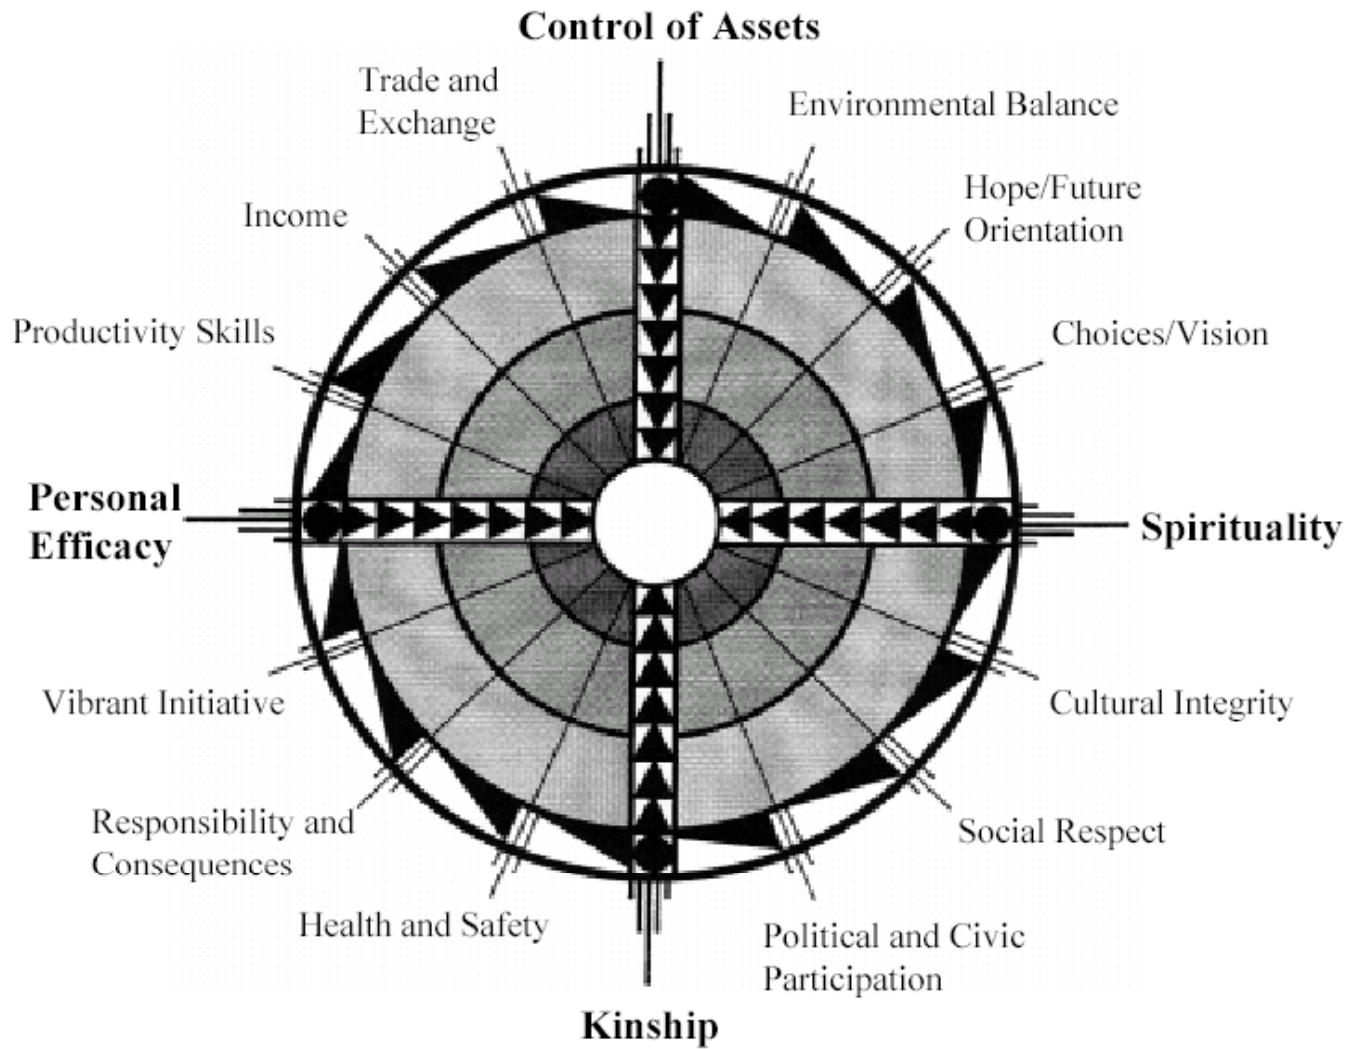 Control of Assets
Trade and
Exchange
Environmental Balance
Hope/Future
Orientation
Income
Productivity Skills
Choices/Vision
Personal
Efficacy
Spirituality
Vibrant Initiative
Cultural Integrity
Responsibility and
Consequences
Social Respect
Health and Safety
Political and Civic
Participation
Kinship